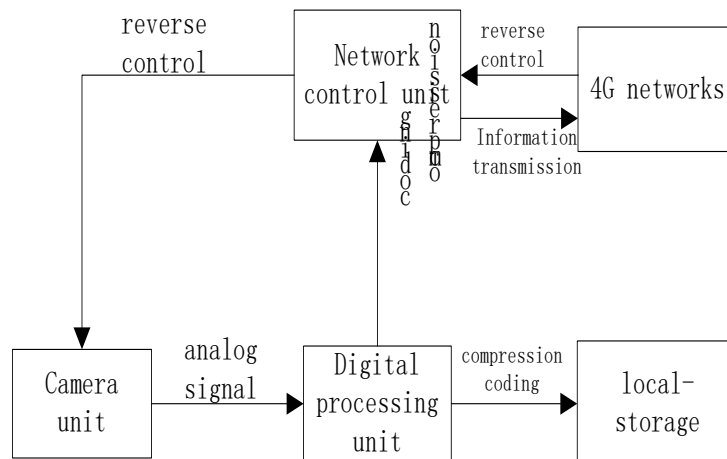 reverse
control
Network
control unit
reverse
control
4G networks
Information
transmission
coding
analog
signal
compression
coding
Camera
unit
Digital
processing
unit
local-
storage